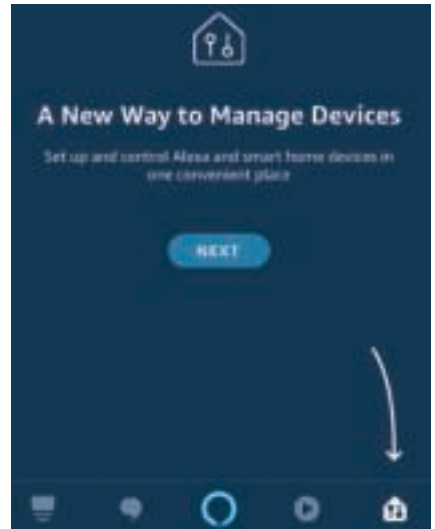 A New Way to Manage Devices
Set up and control Alexa and smart home devices in
one convenient place
NEXT